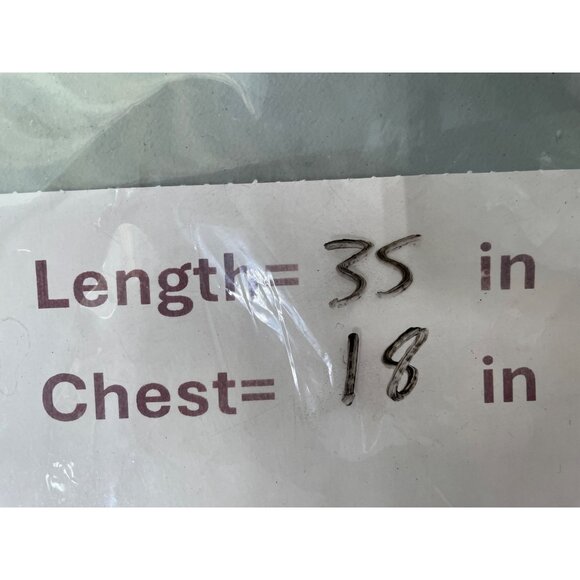 Length= 35 in
Chest= 18 in